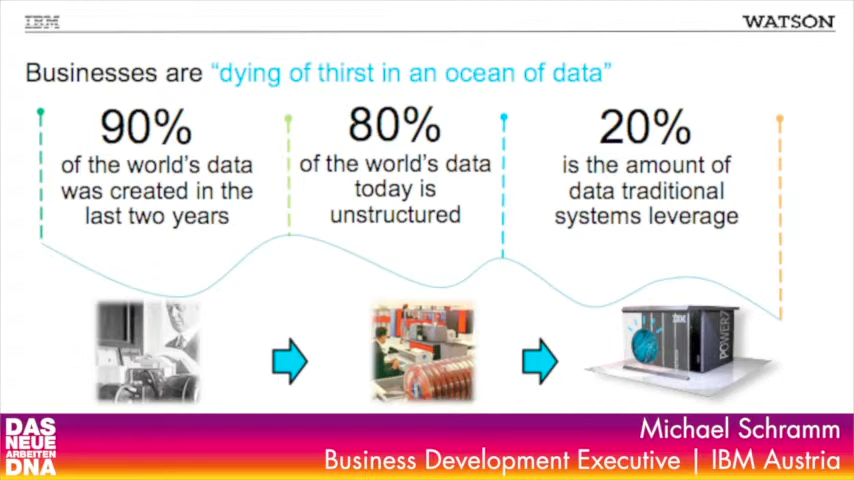 IBM
WATSON
Businesses are “dying of thirst in an ocean of data”
90%
of the world’s data
was created in the
last two years
80%
of the world’s data
today is
unstructured
20%
is the amount of
data traditional
systems leverage
IBM
POWER7
DAS
NEUE
ARBEITEN
DNA
Michael Schramm
Business Development Executive | IBM Austria